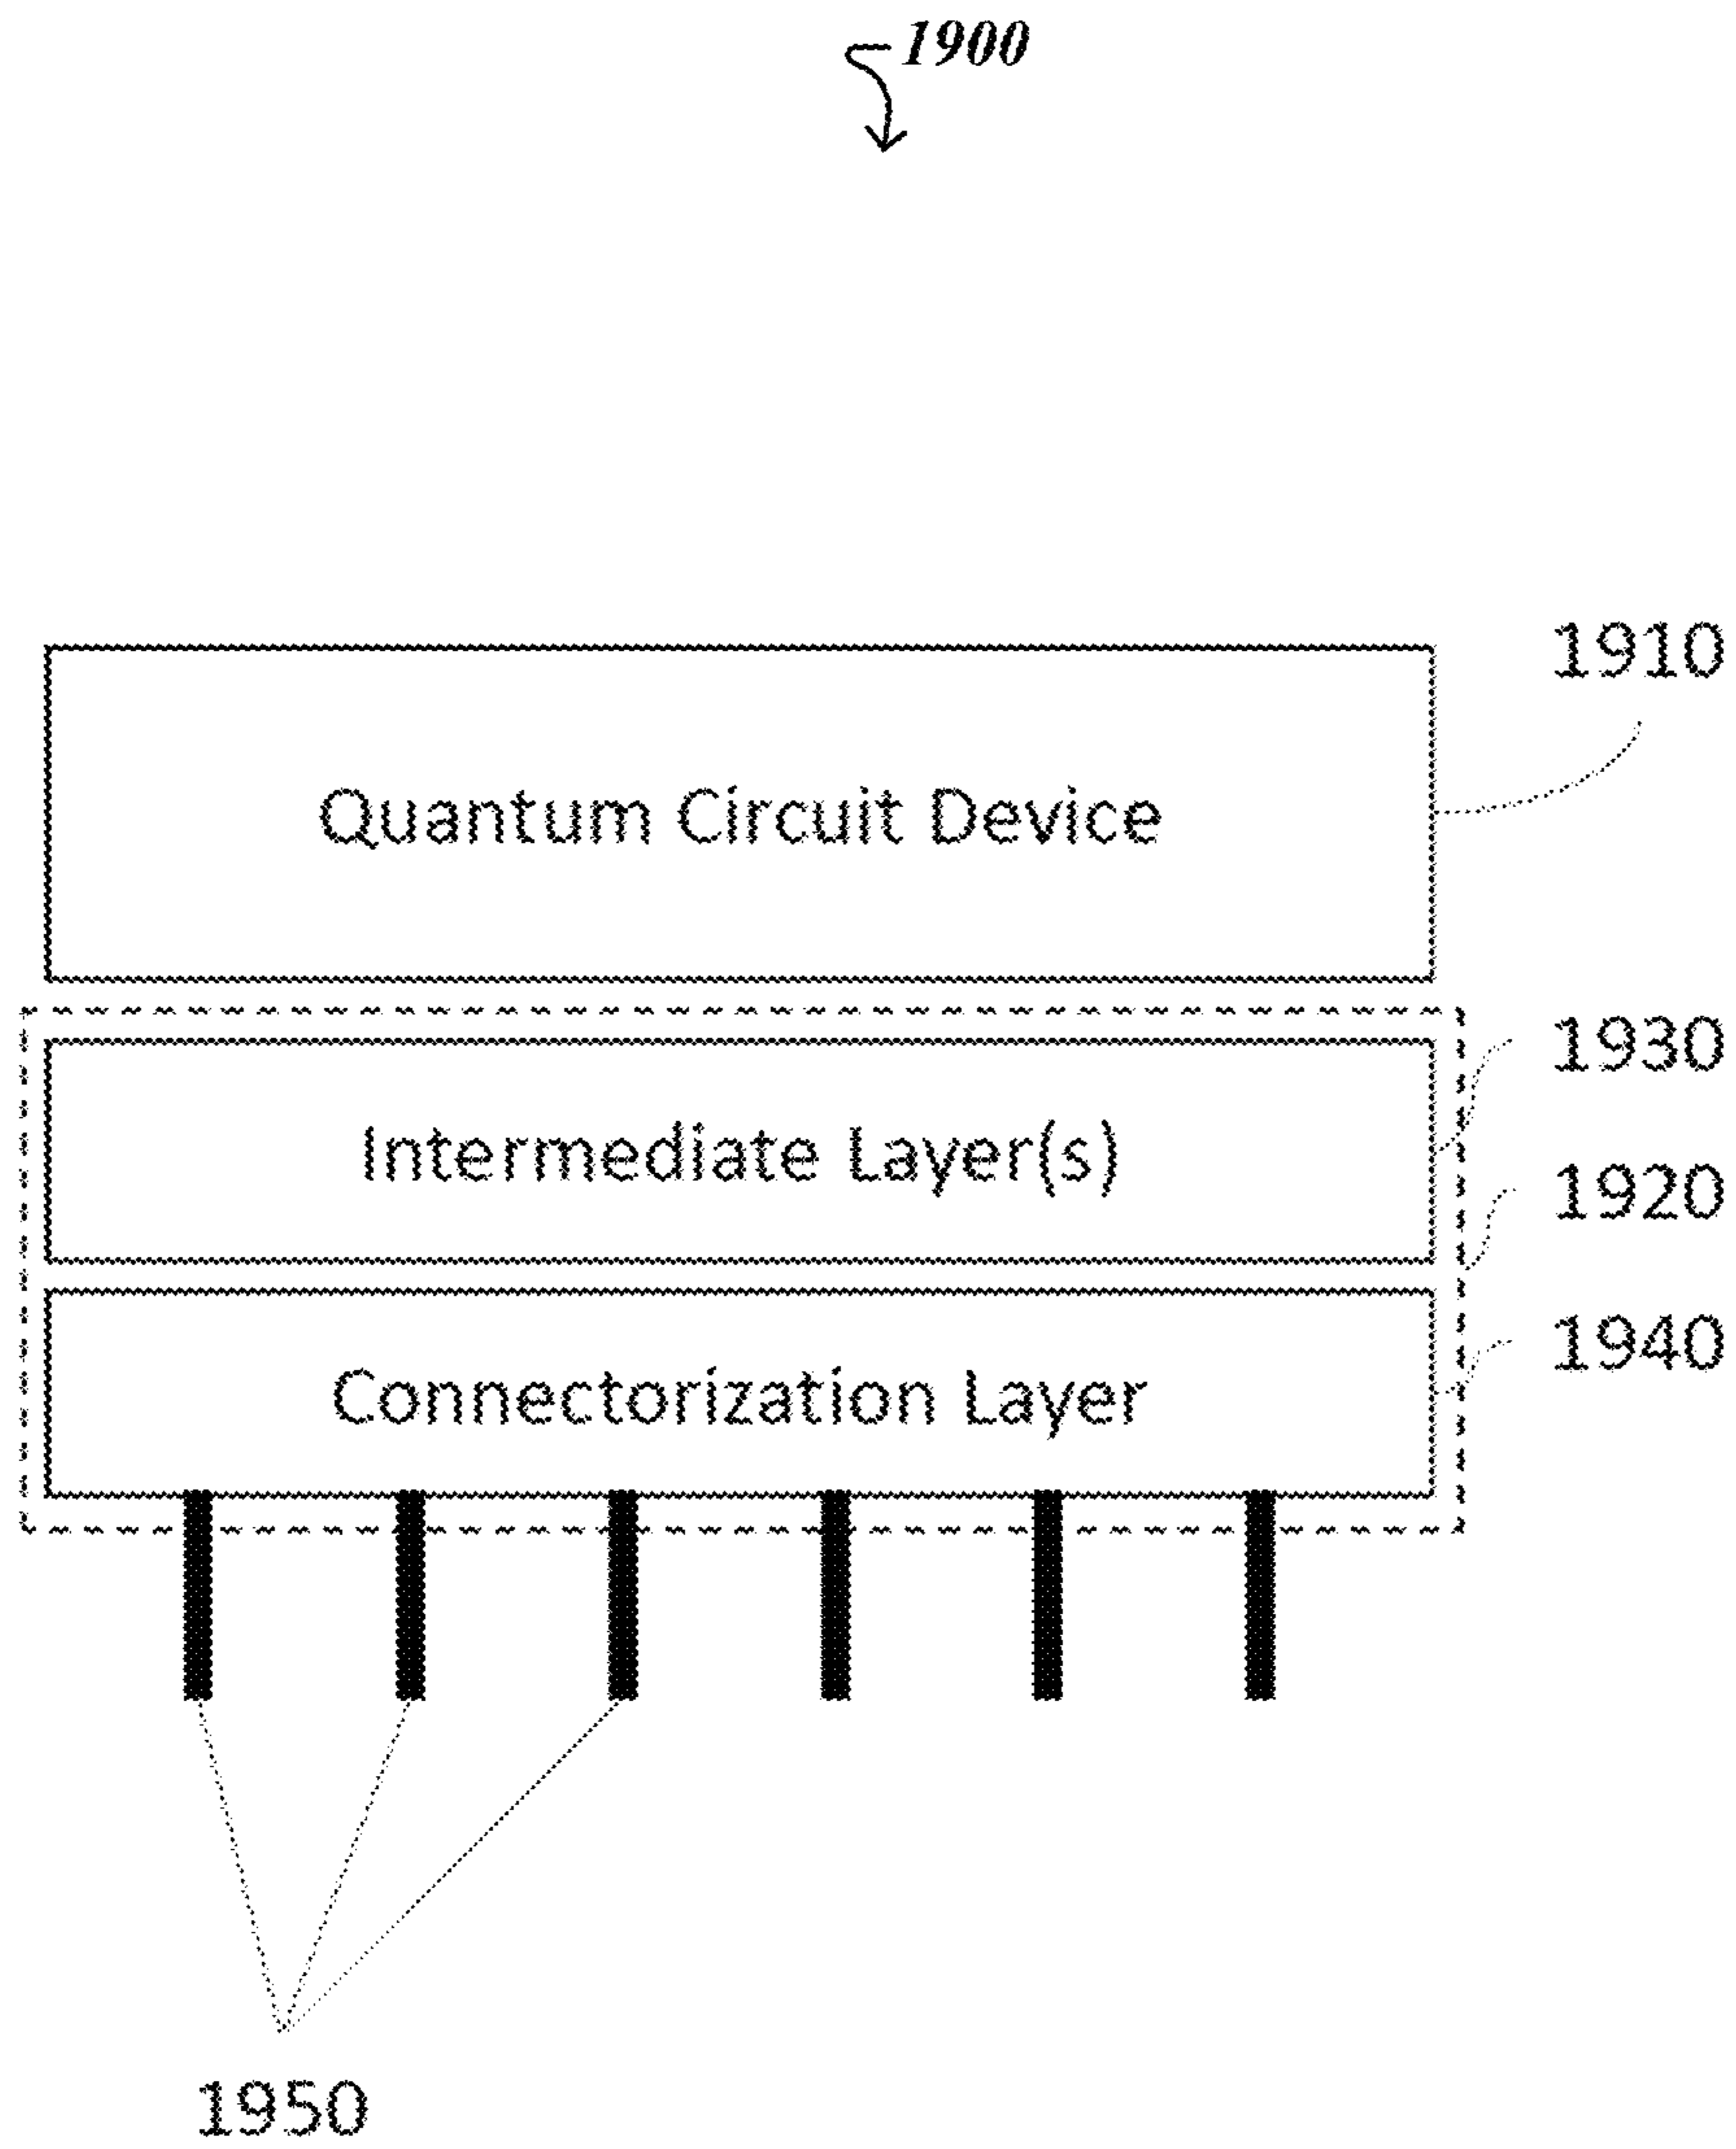 1900
1910
Quantum Circuit Device
1930
Intermediate Layer(s)
1920
1940
Connectorization Layer
1950